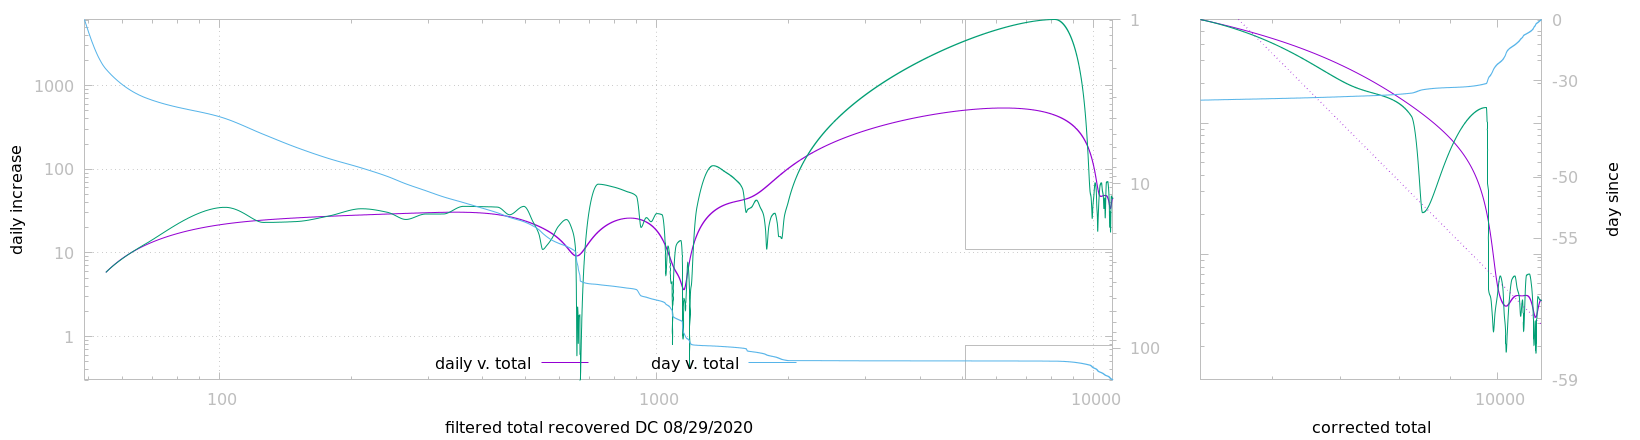 1
0
1000
-30
daily increase
100
10
-50
day since
10
-55
1
100
daily v. total
day v. total
-59
100
1000
10000
10000
filtered total recovered DC 08/29/2020
corrected total